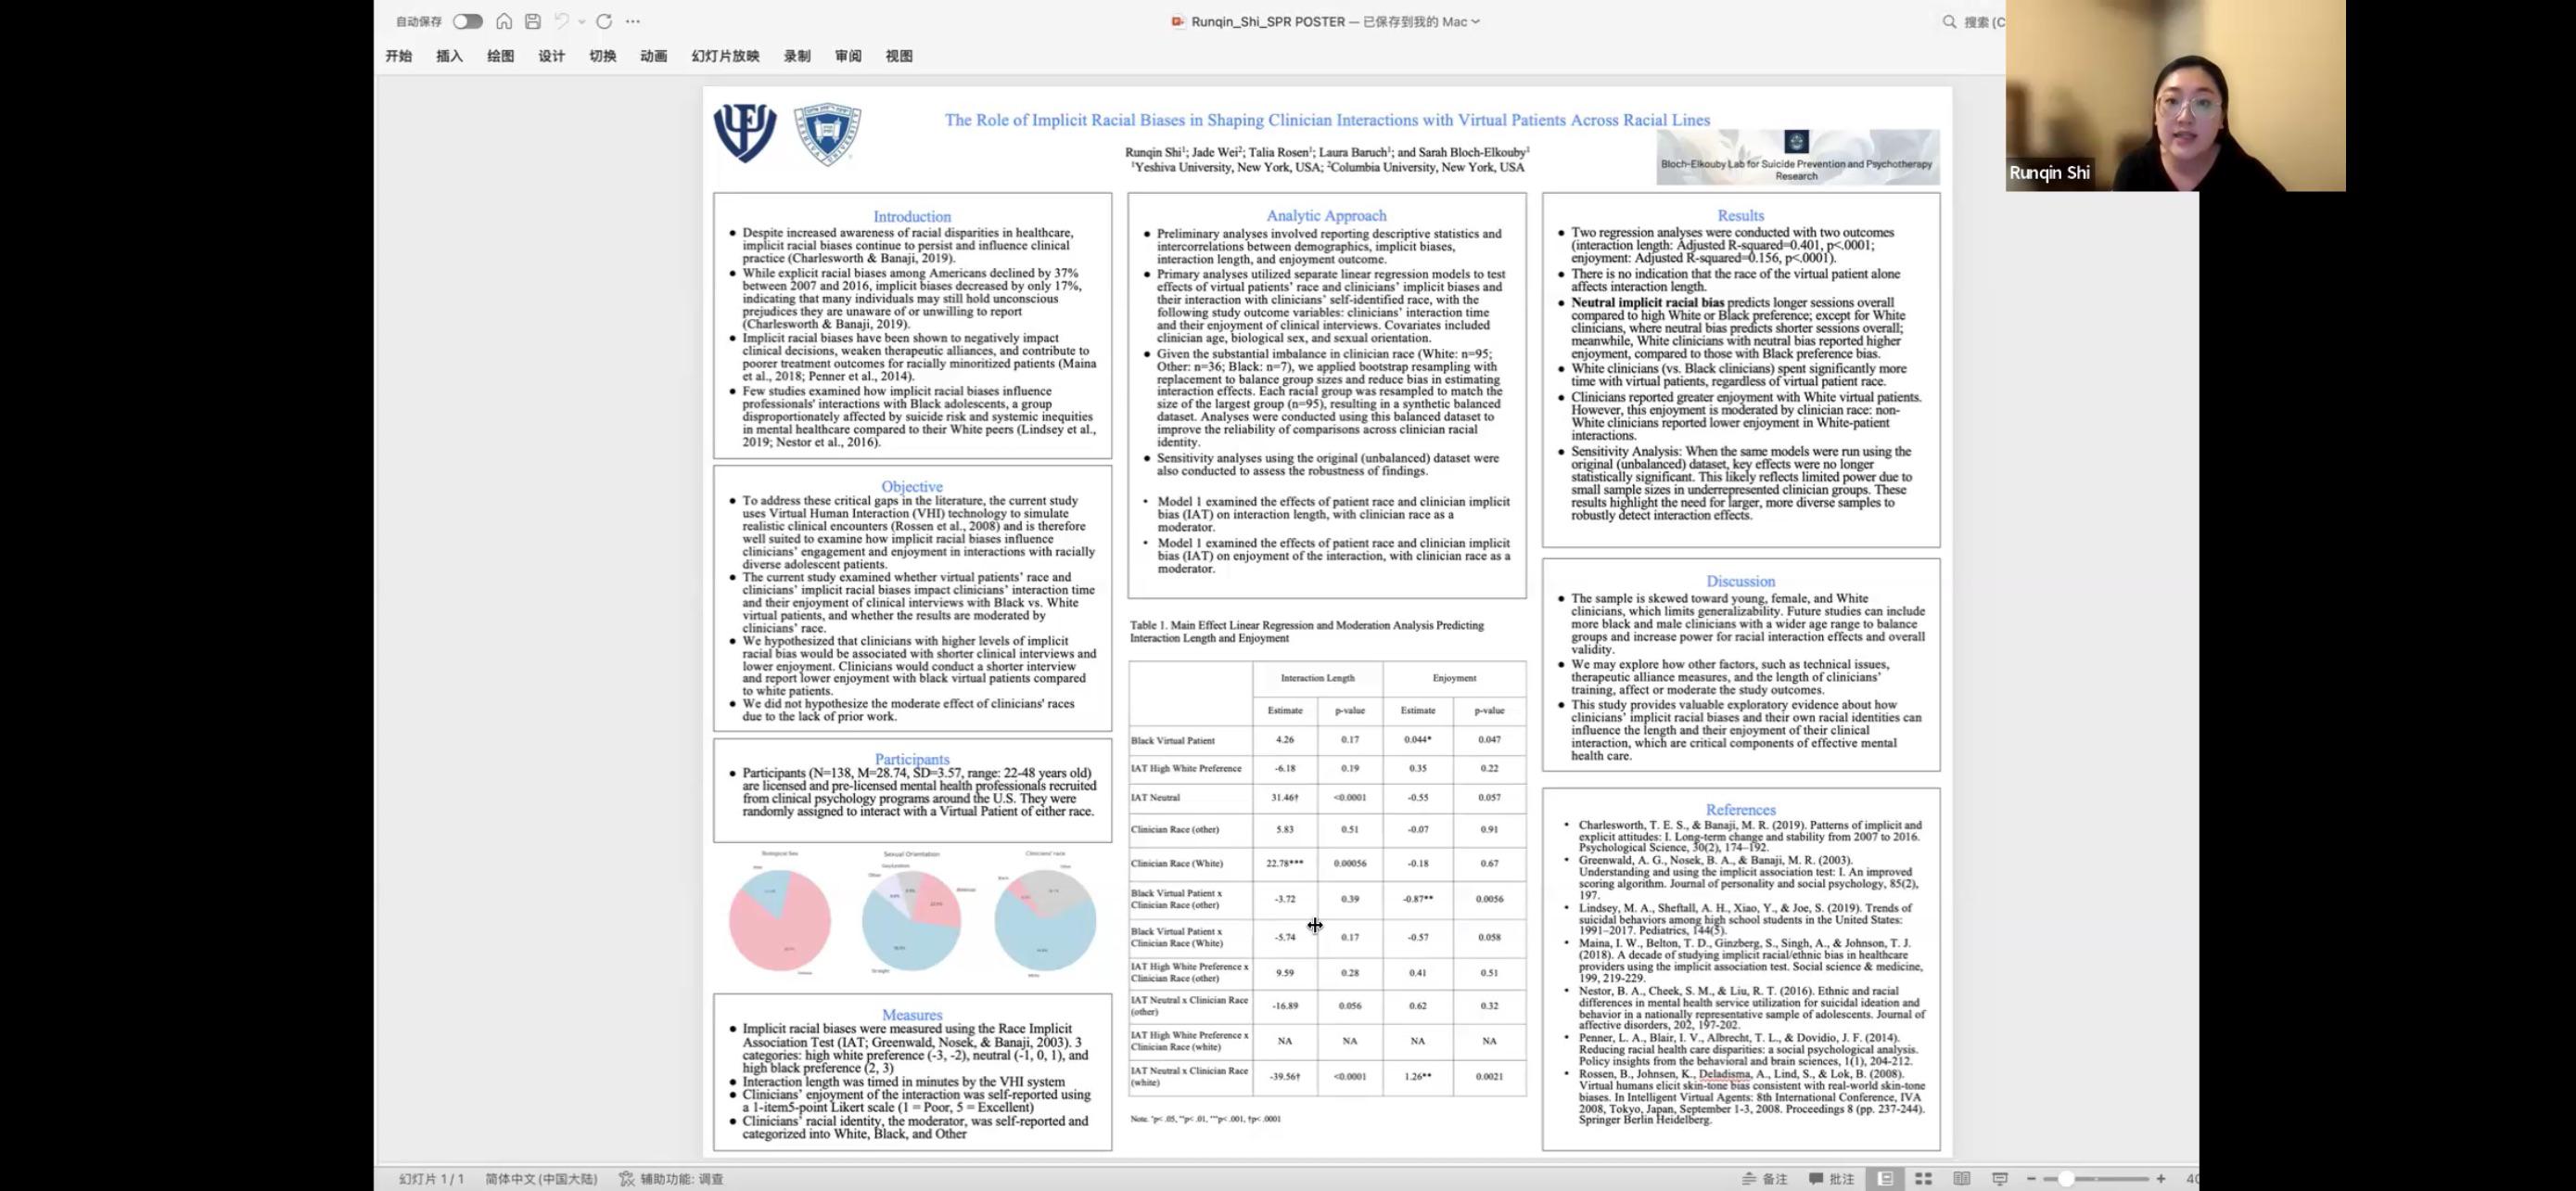 自动保存
Runqin_Shi_SPR POSTER — 已保存到我的 Mac
搜索 (C
开始 插入 绘图 设计 切换 动画 幻灯片放映 录制 审阅 视图
Runqin Shi
The Role of Implicit Racial Biases in Shaping Clinician Interactions with Virtual Patients Across Racial Lines
Runqin Shi¹; Jade Wei²; Talia Rosen¹; Laura Baruch¹; and Sarah Bloch-Elkouby¹
¹Yeshiva University, New York, USA; ²Columbia University, New York, USA
Bloch-Elkouby Lab for Suicide Prevention and Psychotherapy
Research
Introduction
● Despite increased awareness of racial disparities in healthcare,
implicit racial biases continue to persist and influence clinical
practice (Charlesworth & Banaji, 2019).
● While explicit racial biases among Americans declined by 37%
between 2007 and 2016, implicit biases decreased by only 17%,
indicating that many individuals may still hold unconscious
prejudices they are unaware of or unwilling to report
(Charlesworth & Banaji, 2019).
● Implicit racial biases have been shown to negatively impact
clinical decisions, weaken therapeutic alliances, and contribute to
poorer treatment outcomes for racially minoritized patients (Maina
et al., 2018; Penner et al., 2014).
● Few studies examined how implicit racial biases influence
professionals' interactions with Black adolescents, a group
disproportionately affected by suicide risk and systemic inequities
in mental healthcare compared to their White peers (Lindsey et al.,
2019; Nestor et al., 2016).
Objective
● To address these critical gaps in the literature, the current study
uses Virtual Human Interaction (VHI) technology to simulate
realistic clinical encounters (Rossen et al., 2008) and is therefore
well suited to examine how implicit racial biases influence
clinicians' engagement and enjoyment in interactions with racially
diverse adolescent patients.
● The current study examined whether virtual patients' race and
clinicians' implicit racial biases impact clinicians' interaction time
and their enjoyment of clinical interviews with Black vs. White
virtual patients, and whether the results are moderated by
clinicians' race.
● We hypothesized that clinicians with higher levels of implicit
racial bias would be associated with shorter clinical interviews and
lower enjoyment. Clinicians would conduct a shorter interview
and report lower enjoyment with black virtual patients compared
to white patients.
● We did not hypothesize the moderate effect of clinicians' races
due to the lack of prior work.
Participants
● Participants (N=138, M=28.74, SD=3.57, range: 22-48 years old)
are licensed and pre-licensed mental health professionals recruited
from clinical psychology programs around the U.S. They were
randomly assigned to interact with a Virtual Patient of either race.
Biological Sex
Sexual Orientation
Clinicians' race
Measures
● Implicit racial biases were measured using the Race Implicit
Association Test (IAT; Greenwald, Nosek, & Banaji, 2003). 3
categories: high white preference (-3, -2), neutral (-1, 0, 1), and
high black preference (2, 3)
● Interaction length was timed in minutes by the VHI system
● Clinicians' enjoyment of the interaction was self-reported using
a 1-item5-point Likert scale (1 = Poor, 5 = Excellent)
● Clinicians' racial identity, the moderator, was self-reported and
categorized into White, Black, and Other
Analytic Approach
● Preliminary analyses involved reporting descriptive statistics and
intercorrelations between demographics, implicit biases,
interaction length, and enjoyment outcome.
● Primary analyses utilized separate linear regression models to test
effects of virtual patients' race and clinicians' implicit biases and
their interaction with clinicians' self-identified race, with the
following study outcome variables: clinicians' interaction time
and their enjoyment of clinical interviews. Covariates included
clinician age, biological sex, and sexual orientation.
● Given the substantial imbalance in clinician race (White: n=95;
Other: n=36; Black: n=7), we applied bootstrap resampling with
replacement to balance group sizes and reduce bias in estimating
interaction effects. Each racial group was resampled to match the
size of the largest group (n=95), resulting in a synthetic balanced
dataset. Analyses were conducted using this balanced dataset to
improve the reliability of comparisons across clinician racial
identity.
● Sensitivity analyses using the original (unbalanced) dataset were
also conducted to assess the robustness of findings.
• Model 1 examined the effects of patient race and clinician implicit
bias (IAT) on interaction length, with clinician race as a
moderator.
• Model 1 examined the effects of patient race and clinician implicit
bias (IAT) on enjoyment of the interaction, with clinician race as a
moderator.
Table 1. Main Effect Linear Regression and Moderation Analysis Predicting
Interaction Length and Enjoyment
Interaction Length Enjoyment
Estimate p-value Estimate p-value
Black Virtual Patient 4.26 0.17 0.044* 0.047
IAT High White Preference -6.18 0.19 0.35 0.22
IAT Neutral 31.46† <0.0001 -0.55 0.057
Clinician Race (other) 5.83 0.51 -0.07 0.91
Clinician Race (White) 22.78*** 0.00056 -0.18 0.67
Black Virtual Patient x
Clinician Race (other) -3.72 0.39 -0.87** 0.0056
Black Virtual Patient x
Clinician Race (White) -5.74 0.17 -0.57 0.058
IAT High White Preference x
Clinician Race (other) 9.59 0.28 0.41 0.51
IAT Neutral x Clinician Race
(other) -16.89 0.056 0.62 0.32
IAT High White Preference x
Clinician Race (white) NA NA NA NA
IAT Neutral x Clinician Race
(white) -39.56† <0.0001 1.26** 0.0021
Note. *p< .05, **p< .01, ***p< .001, †p< .0001
Results
● Two regression analyses were conducted with two outcomes
(interaction length: Adjusted R-squared=0.401, p<.0001;
enjoyment: Adjusted R-squared=0.156, p<.0001).
● There is no indication that the race of the virtual patient alone
affects interaction length.
● Neutral implicit racial bias predicts longer sessions overall
compared to high White or Black preference; except for White
clinicians, where neutral bias predicts shorter sessions overall;
meanwhile, White clinicians with neutral bias reported higher
enjoyment, compared to those with Black preference bias.
● White clinicians (vs. Black clinicians) spent significantly more
time with virtual patients, regardless of virtual patient race.
● Clinicians reported greater enjoyment with White virtual patients.
However, this enjoyment is moderated by clinician race: non-
White clinicians reported lower enjoyment in White-patient
interactions.
● Sensitivity Analysis: When the same models were run using the
original (unbalanced) dataset, key effects were no longer
statistically significant. This likely reflects limited power due to
small sample sizes in underrepresented clinician groups. These
results highlight the need for larger, more diverse samples to
robustly detect interaction effects.
Discussion
● The sample is skewed toward young, female, and White
clinicians, which limits generalizability. Future studies can include
more black and male clinicians with a wider age range to balance
groups and increase power for racial interaction effects and overall
validity.
● We may explore how other factors, such as technical issues,
therapeutic alliance measures, and the length of clinicians'
training, affect or moderate the study outcomes.
● This study provides valuable exploratory evidence about how
clinicians' implicit racial biases and their own racial identities can
influence the length and their enjoyment of their clinical
interaction, which are critical components of effective mental
health care.
References
• Charlesworth, T. E. S., & Banaji, M. R. (2019). Patterns of implicit and
explicit attitudes: I. Long-term change and stability from 2007 to 2016.
Psychological Science, 30(2), 174–192.
• Greenwald, A. G., Nosek, B. A., & Banaji, M. R. (2003).
Understanding and using the implicit association test: I. An improved
scoring algorithm. Journal of personality and social psychology, 85(2),
197.
• Lindsey, M. A., Sheftall, A. H., Xiao, Y., & Joe, S. (2019). Trends of
suicidal behaviors among high school students in the United States:
1991–2017. Pediatrics, 144(5).
• Maina, I. W., Belton, T. D., Ginzberg, S., Singh, A., & Johnson, T. J.
(2018). A decade of studying implicit racial/ethnic bias in healthcare
providers using the implicit association test. Social science & medicine,
199, 219-229.
• Nestor, B. A., Cheek, S. M., & Liu, R. T. (2016). Ethnic and racial
differences in mental health service utilization for suicidal ideation and
behavior in a nationally representative sample of adolescents. Journal of
affective disorders, 202, 197-202.
• Penner, L. A., Blair, I. V., Albrecht, T. L., & Dovidio, J. F. (2014).
Reducing racial health care disparities: a social psychological analysis.
Policy insights from the behavioral and brain sciences, 1(1), 204-212.
• Rossen, B., Johnsen, K., Deladisma, A., Lind, S., & Lok, B. (2008).
Virtual humans elicit skin-tone bias consistent with real-world skin-tone
biases. In Intelligent Virtual Agents: 8th International Conference, IVA
2008, Tokyo, Japan, September 1-3, 2008. Proceedings 8 (pp. 237-244).
Springer Berlin Heidelberg.
幻灯片 1 / 1 简体中文 (中国大陆) 辅助功能: 调查
备注 批注 40